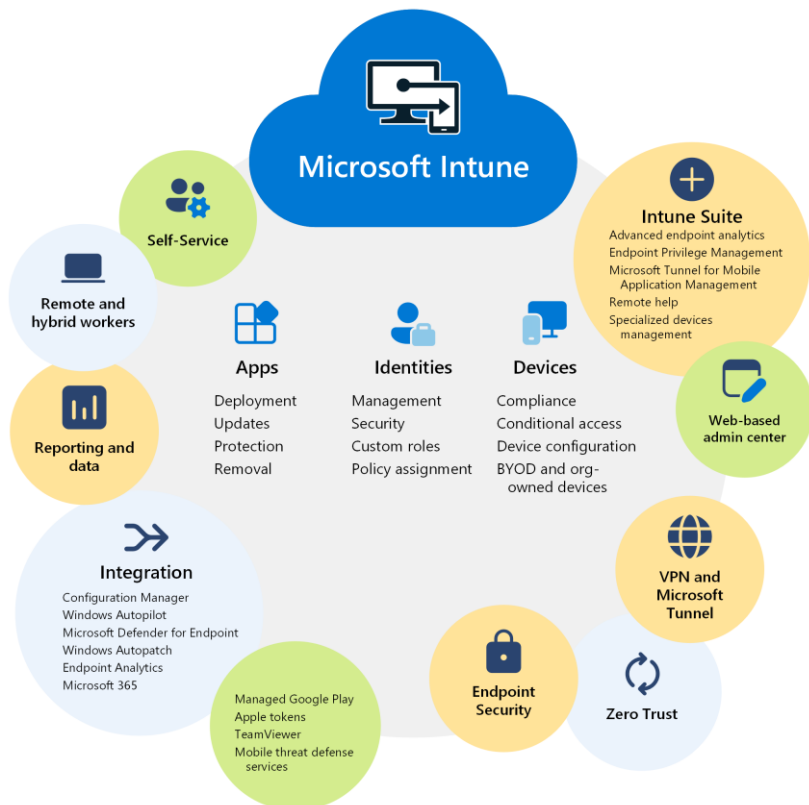 Microsoft Intune
Self-Service
Remote and
hybrid workers
Reporting and
data
Integration
Configuration Manager
Windows Autopilot
Microsoft Defender for Endpoint
Windows Autopatch
Endpoint Analytics
Microsoft 365
Managed Google Play
Apple tokens
TeamViewer
Mobile threat defense
services
Apps
Deployment
Updates
Protection
Removal
Identities
Management
Security
Custom roles
Policy assignment
Devices
Compliance
Conditional access
Device configuration
BYOD and org-
owned devices
Intune Suite
Advanced endpoint analytics
Endpoint Privilege Management
Microsoft Tunnel for Mobile
Application Management
Remote help
Specialized devices
management
Web-based
admin center
VPN and
Microsoft
Tunnel
Zero Trust
Endpoint
Security